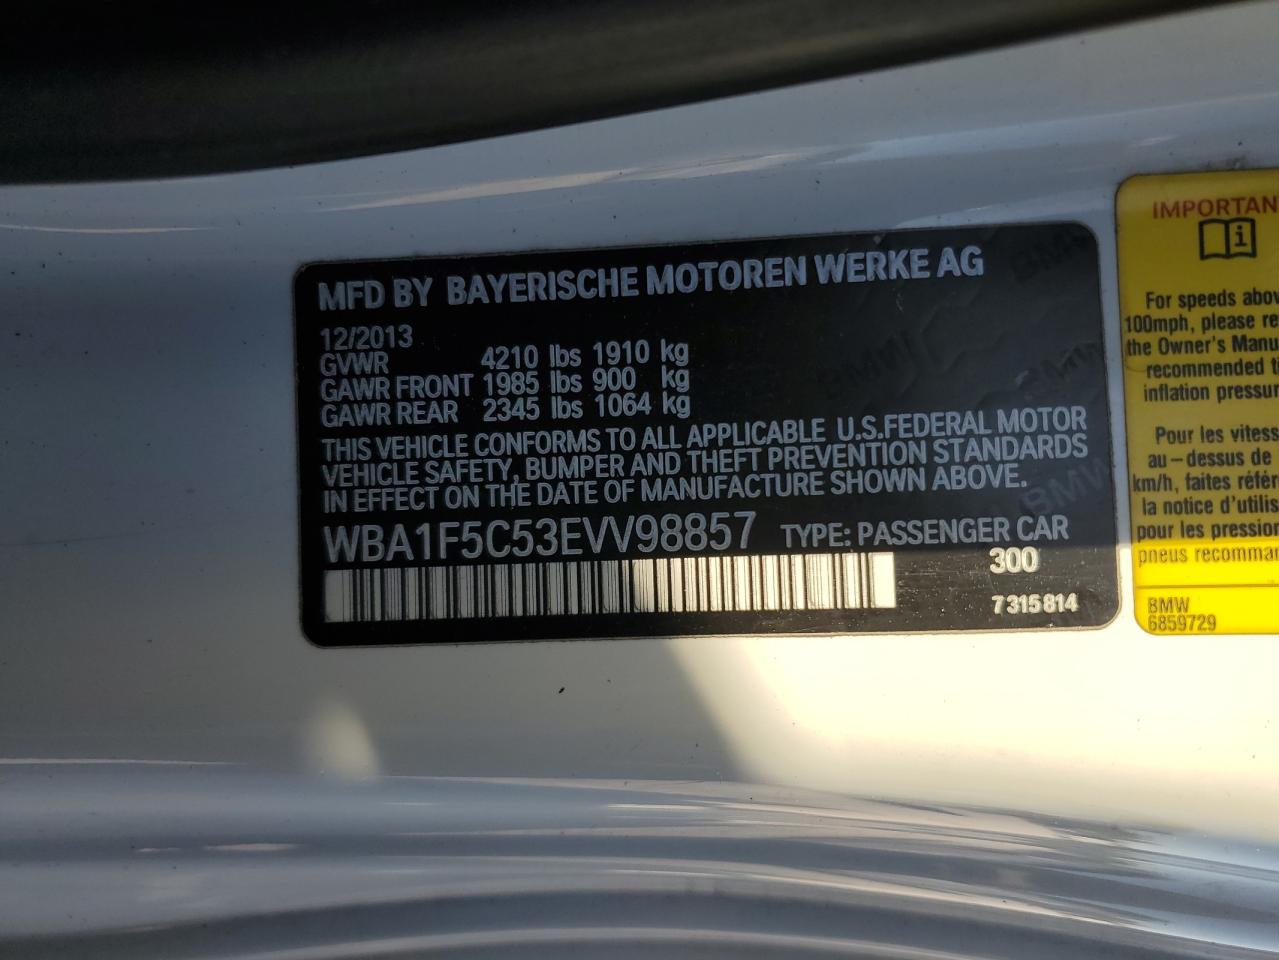 MFD BY BAYERISCHE MOTOREN WERKE AG
12/2013
GVWR 4210 lbs 1910 kg
GAWR FRONT 1985 lbs 900 kg
GAWR REAR 2345 lbs 1064 kg
THIS VEHICLE CONFORMS TO ALL APPLICABLE U.S.FEDERAL MOTOR
VEHICLE SAFETY, BUMPER AND THEFT PREVENTION STANDARDS
IN EFFECT ON THE DATE OF MANUFACTURE SHOWN ABOVE.
WBA1F5C53EVV98857 TYPE: PASSENGER CAR
300
7315814
IMPORTAN
For speeds abov
100mph, please re
the Owner's Manu
recommended t
inflation pressur
Pour les vitess
au-dessus de
km/h, faites référ
la notice d'utilis
pour les pression
pneus recomman
BMW
6859729